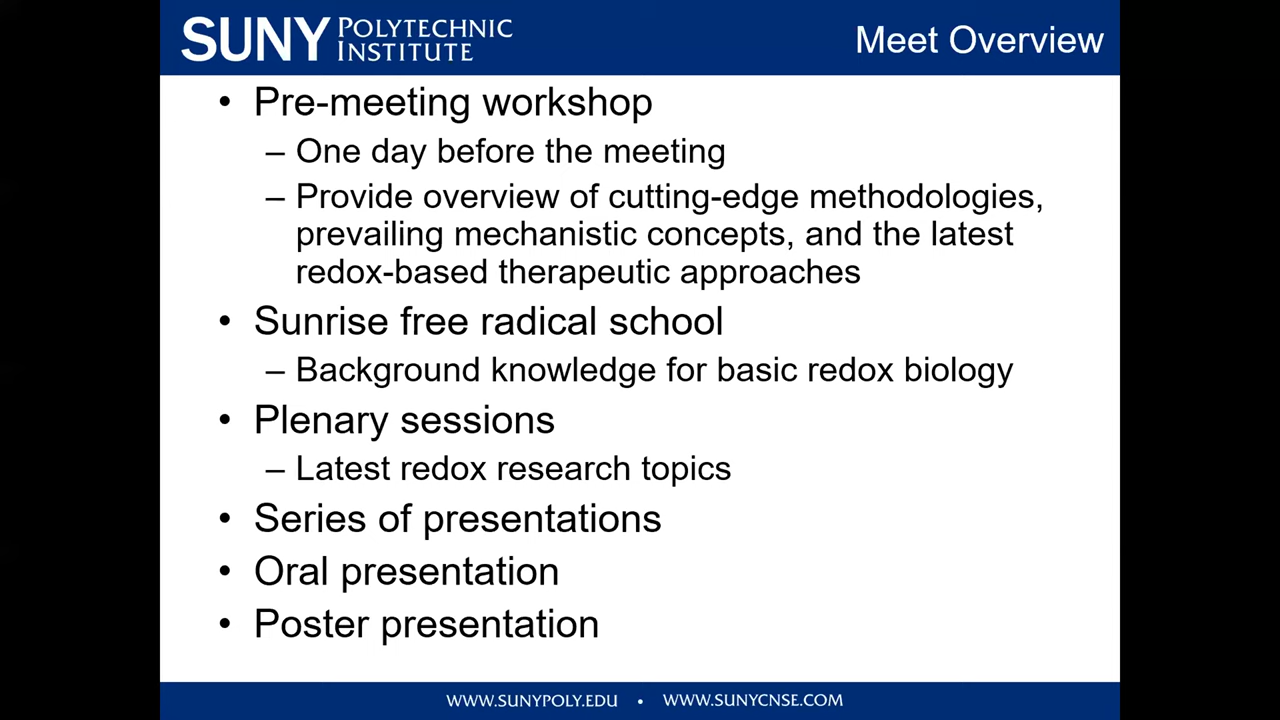 SUNY POLYTECHNIC INSTITUTE
Meet Overview
• Pre-meeting workshop
– One day before the meeting
– Provide overview of cutting-edge methodologies,
prevailing mechanistic concepts, and the latest
redox-based therapeutic approaches
• Sunrise free radical school
– Background knowledge for basic redox biology
• Plenary sessions
– Latest redox research topics
• Series of presentations
• Oral presentation
• Poster presentation
WWW.SUNYPOLY.EDU • WWW.SUNYCNSE.COM